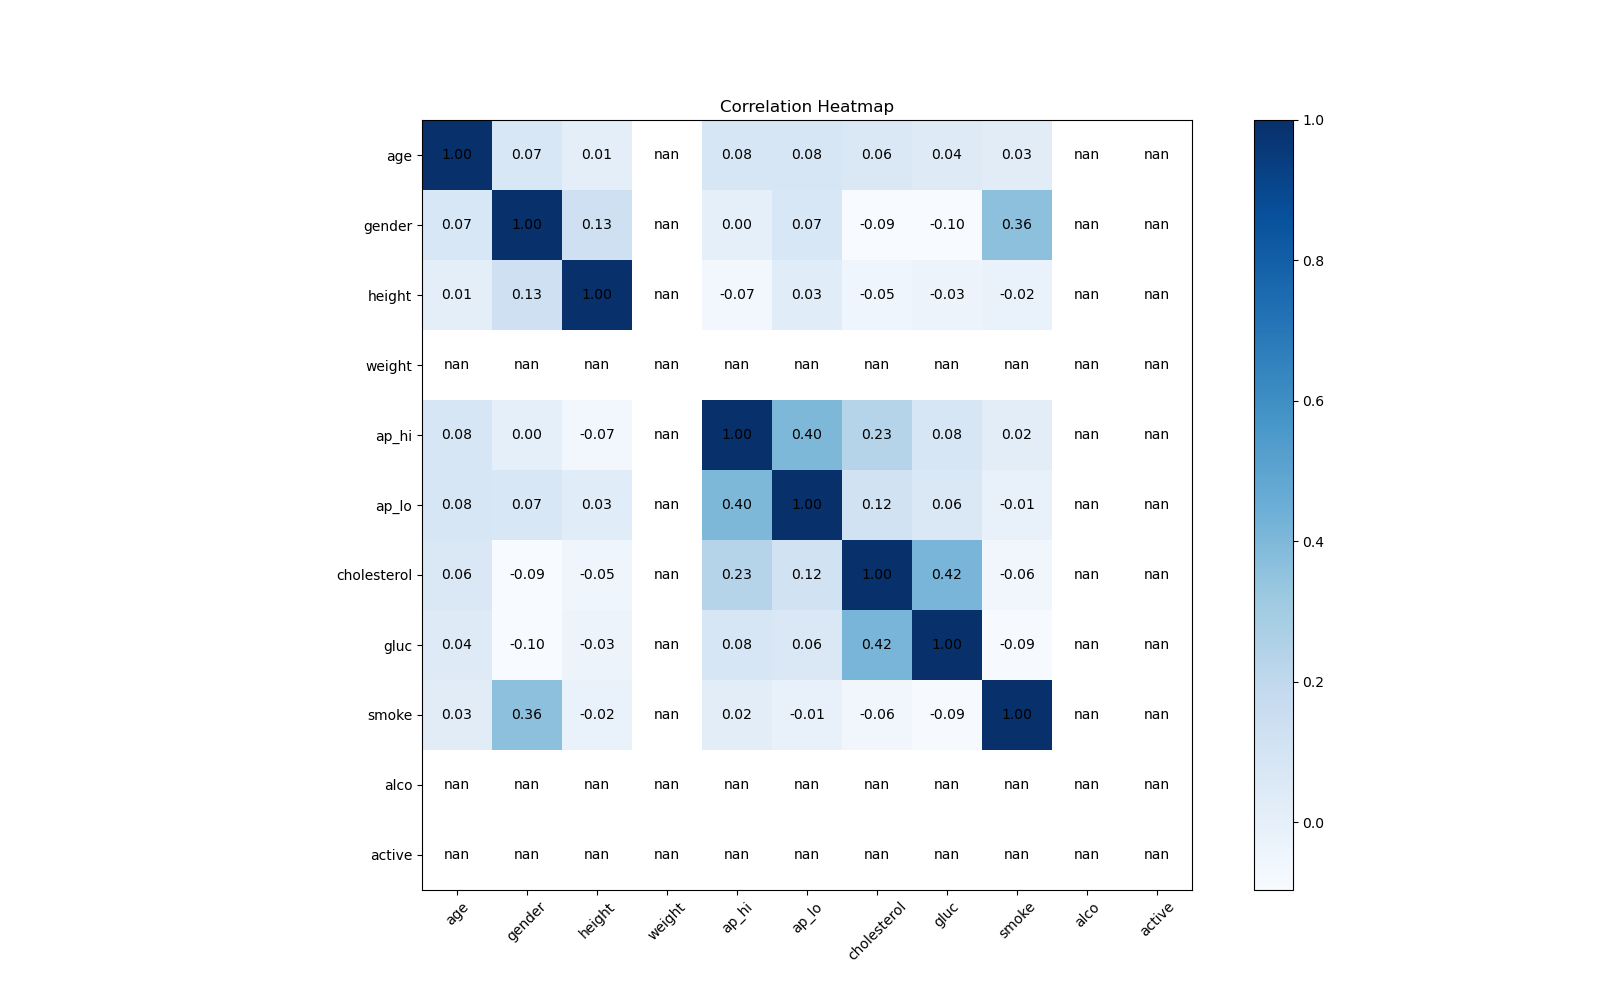 Correlation Heatmap
age 1.00 0.07 0.01 nan 0.08 0.08 0.06 0.04 0.03 nan nan
gender 0.07 1.00 0.13 nan 0.00 0.07 -0.09 -0.10 0.36 nan nan
height 0.01 0.13 1.00 nan -0.07 0.03 -0.05 -0.03 -0.02 nan nan
weight nan nan nan nan nan nan nan nan nan nan nan
ap_hi 0.08 0.00 -0.07 nan 1.00 0.40 0.23 0.08 0.02 nan nan
ap_lo 0.08 0.07 0.03 nan 0.40 1.00 0.12 0.06 -0.01 nan nan
cholesterol 0.06 -0.09 -0.05 nan 0.23 0.12 1.00 0.42 -0.06 nan nan
gluc 0.04 -0.10 -0.03 nan 0.08 0.06 0.42 1.00 -0.09 nan nan
smoke 0.03 0.36 -0.02 nan 0.02 -0.01 -0.06 -0.09 1.00 nan nan
alco nan nan nan nan nan nan nan nan nan nan nan
active nan nan nan nan nan nan nan nan nan nan nan
age gender height weight ap_hi ap_lo cholesterol gluc smoke alco active
1.0
0.8
0.6
0.4
0.2
0.0